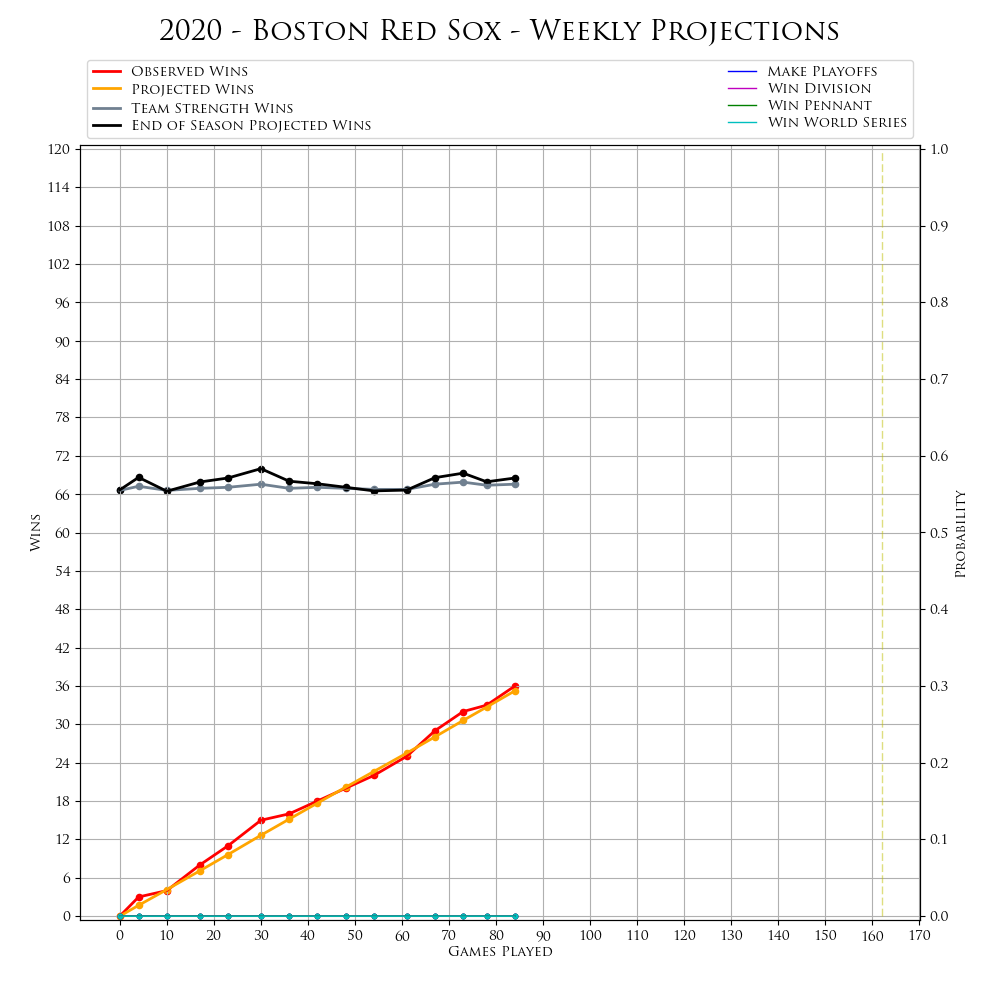 2020 - Boston Red Sox - Weekly Projections
Observed Wins
Projected Wins
Team Strength Wins
End of Season Projected Wins
Make Playoffs
Win Division
Win Pennant
Win World Series
120
114
108
102
96
90
84
78
72
66
60
54
48
42
36
30
24
18
12
6
0
Wins
1.0
0.9
0.8
0.7
0.6
0.5
0.4
0.3
0.2
0.1
0.0
Probability
0 10 20 30 40 50 60 70 80 90 100 110 120 130 140 150 160 170
Games Played